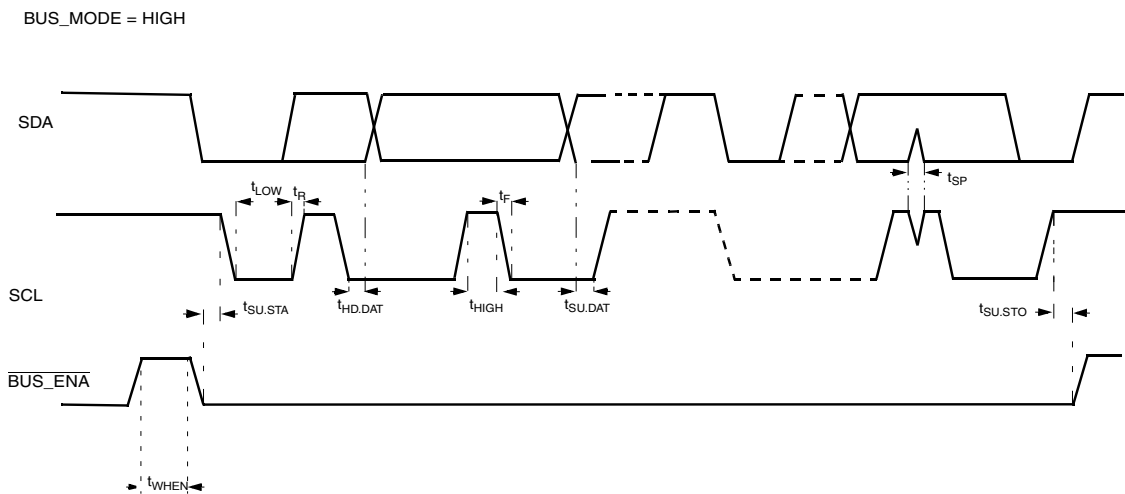 BUS_MODE = HIGH
SDA
tSP
tLOW
tR
tF
SCL
tSU.STA
tHD.DAT
tHIGH
tSU.DAT
tSU.STO
BUS_ENA
tWHEN